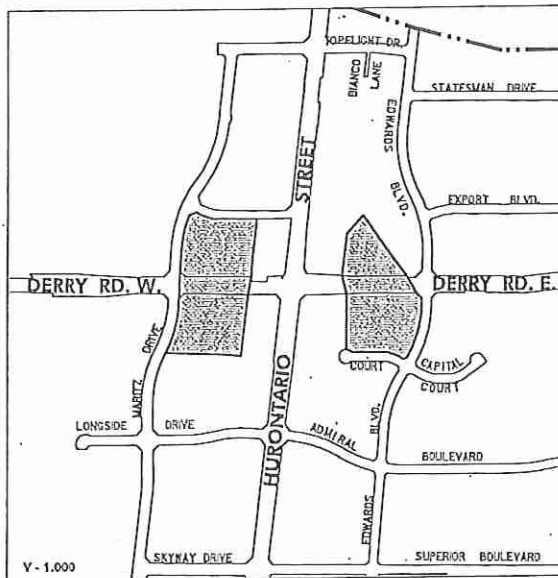 TOPFLIGHT DR.
BIANCO LANE
STATESMAN DRIVE
EDWARDS BLVD.
STREET
EXPORT BLVD.
DERRY RD. W.
DERRY RD. E.
MARITZ DRIVE
COURT
CAPITAL COURT
LONGSIDE DRIVE
HURONTARIO
ADMIRAL BOULEVARD
EDWARDS BLVD.
SKYWAY DRIVE
SUPERIOR BOULEVARD
V - 1.000